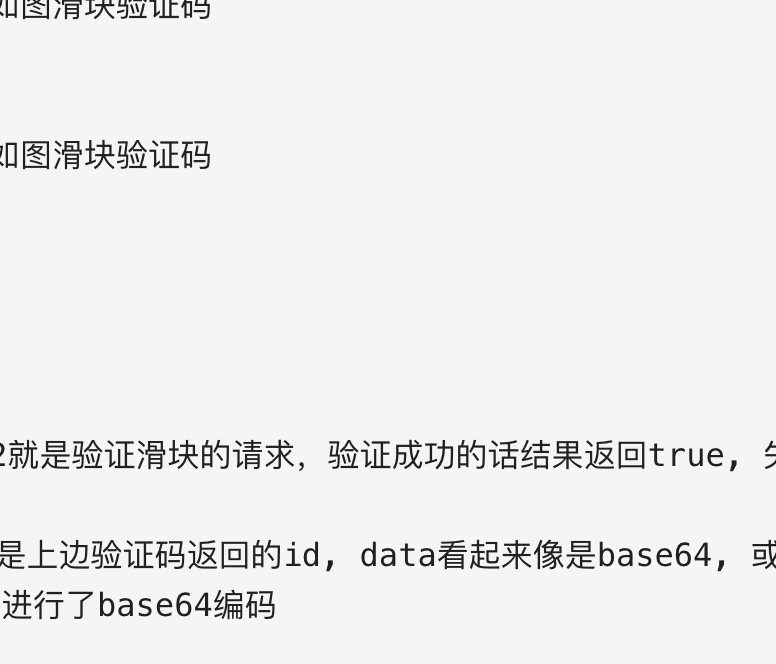 如图滑块验证码
如图滑块验证码
2就是验证滑块的请求，验证成功的话结果返回true, 失
是上边验证码返回的id, data看起来像是base64, 或
进行了base64编码